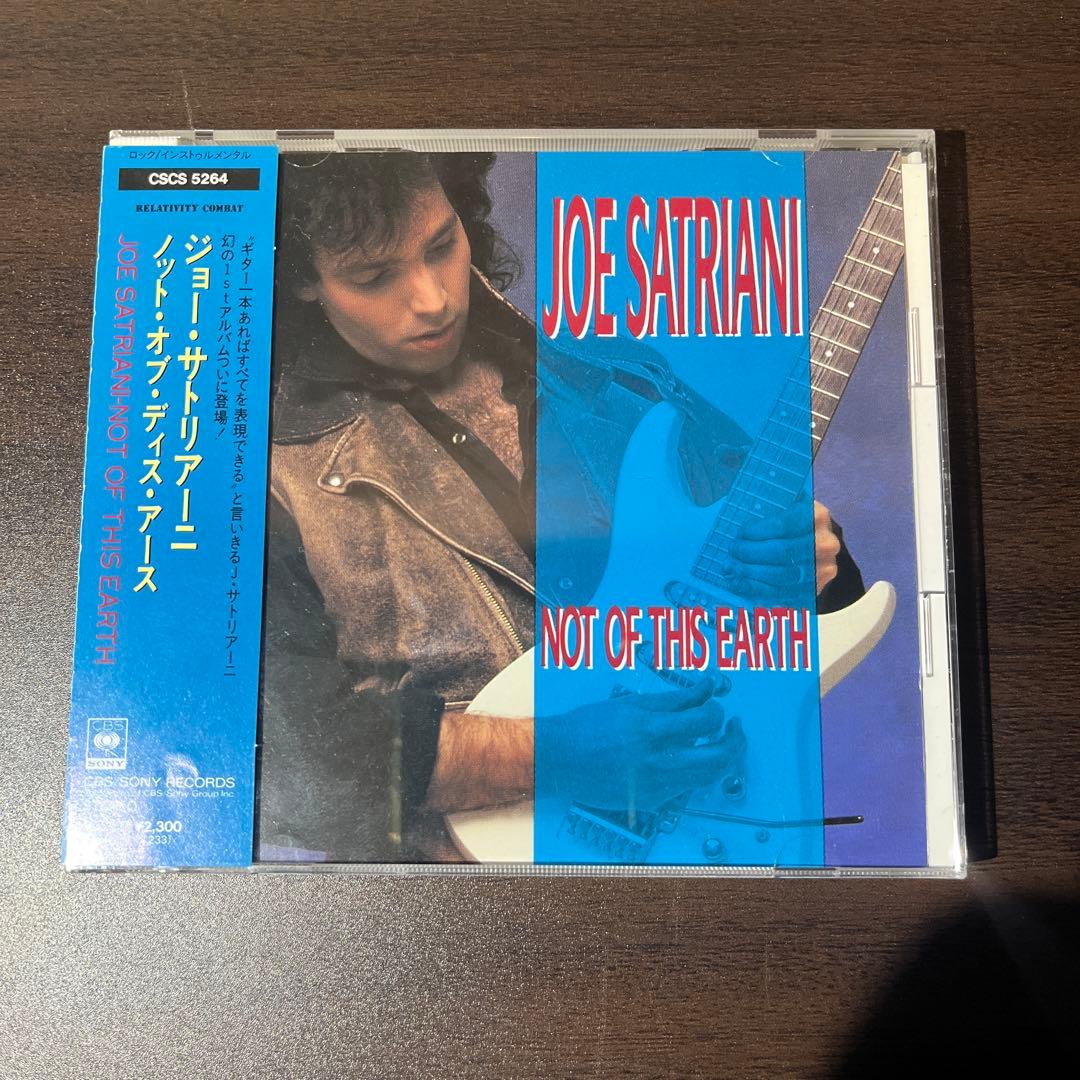 ロック/インストゥルメンタル
CSCS 5264
RELATIVITY COMBAT
"ギター一本あればすべてを表現できる"と言いきるJ・サトリアーニ
幻の1stアルバムついに登場!
ジョー・サトリアーニ
ノット・オブ・ディス・アース
JOE SATRIANI-NOT OF THIS EARTH
CBS
SONY
CBS SONY RECORDS
CBS Sony Group Inc
¥2,300
2,233
JOE SATRIANI
NOT OF THIS EARTH